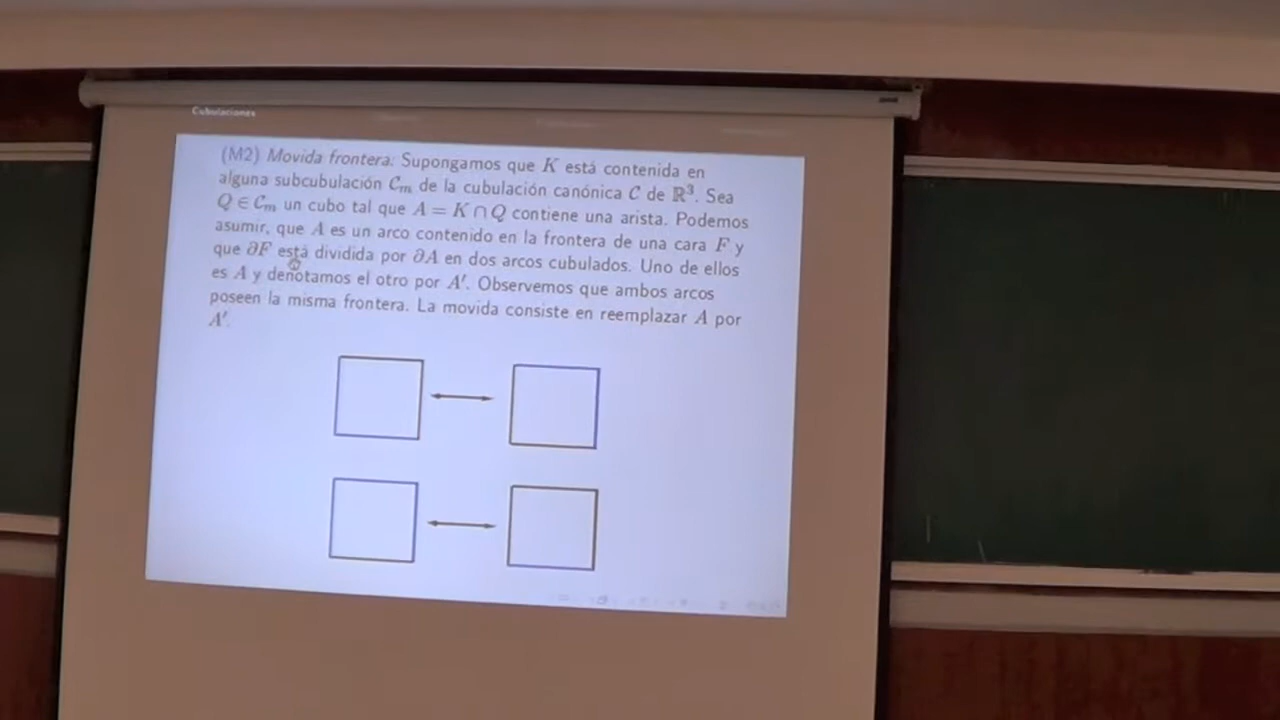 Cubulaciones
(M2) Movida frontera: Supongamos que K está contenida en
alguna subcubulación 𝒞ₘ de la cubulación canónica 𝒞 de ℝ³. Sea
Q ∈ 𝒞ₘ un cubo tal que A = K ∩ Q contiene una arista. Podemos
asumir, que A es un arco contenido en la frontera de una cara F y
que ∂F está dividida por ∂A en dos arcos cubulados. Uno de ellos
es A y denotamos el otro por A′. Observemos que ambos arcos
poseen la misma frontera. La movida consiste en reemplazar A por
A′.